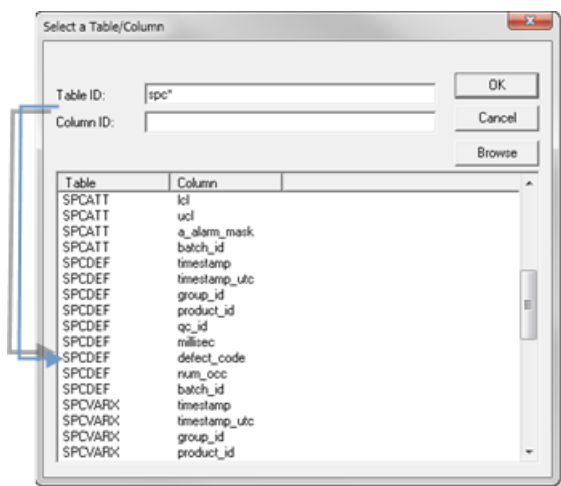 Select a Table/Column
Table ID: spc* OK
Column ID: Cancel
Browse
Table Column
SPCATT lcl
SPCATT ucl
SPCATT a_alarm_mask
SPCATT batch_id
SPCDEF timestamp
SPCDEF timestamp_utc
SPCDEF group_id
SPCDEF product_id
SPCDEF qc_id
SPCDEF millisec
SPCDEF defect_code
SPCDEF num_occ
SPCDEF batch_id
SPCVARX timestamp
SPCVARX timestamp_utc
SPCVARX group_id
SPCVARX product_id